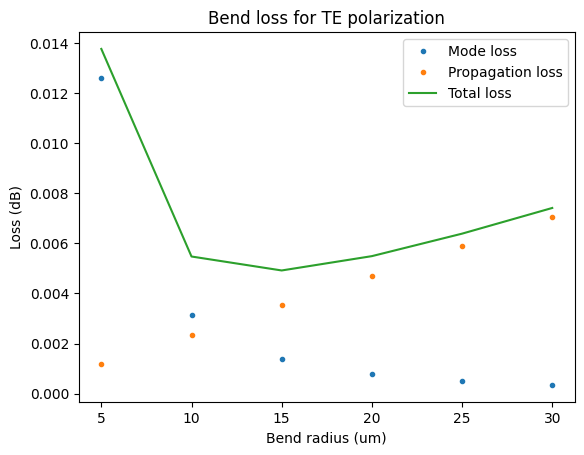 Bend loss for TE polarization
Mode loss
Propagation loss
Total loss
Loss (dB)
0.014
0.012
0.010
0.008
0.006
0.004
0.002
0.000
5 10 15 20 25 30
Bend radius (um)